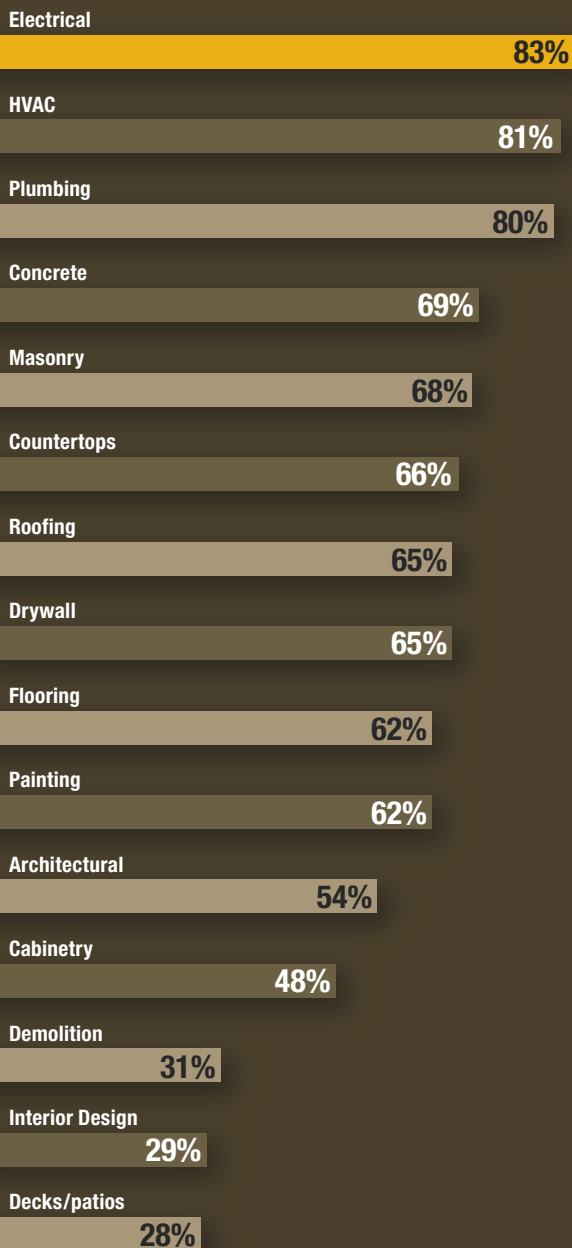 Electrical
83%
HVAC
81%
Plumbing
80%
Concrete
69%
Masonry
68%
Countertops
66%
Roofing
65%
Drywall
65%
Flooring
62%
Painting
62%
Architectural
54%
Cabinetry
48%
Demolition
31%
Interior Design
29%
Decks/patios
28%